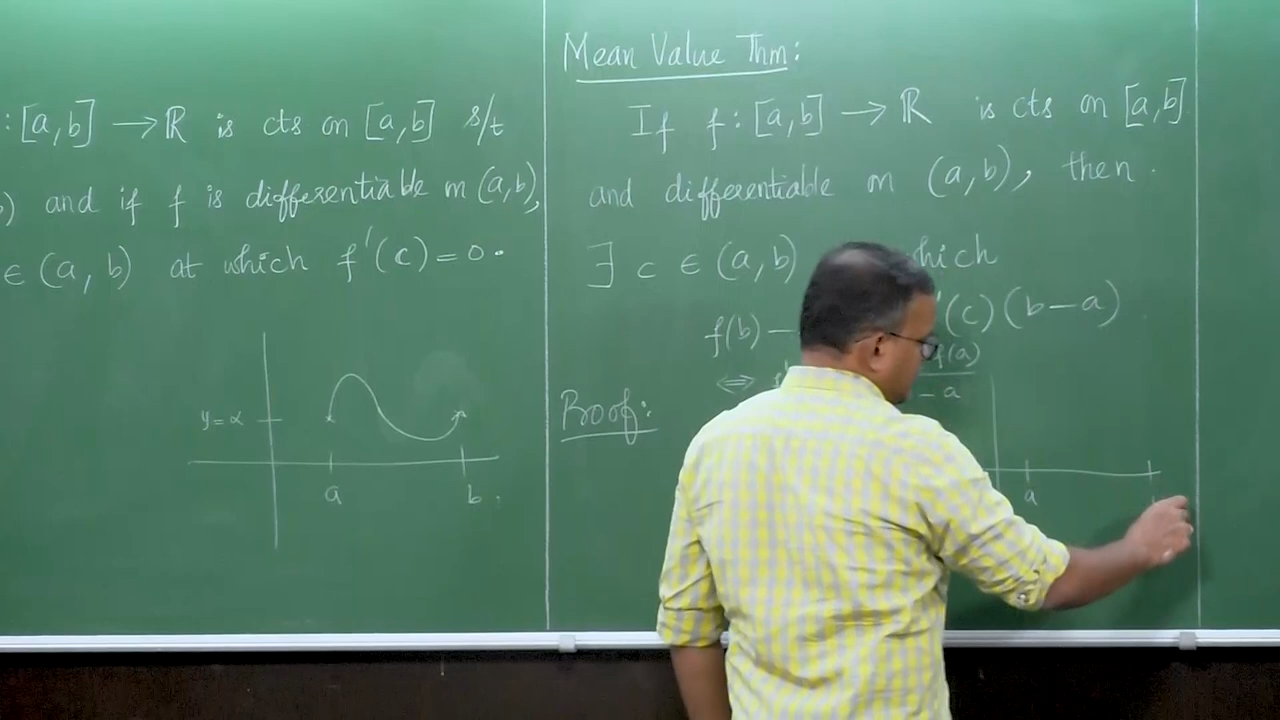 : [a,b] → ℝ is cts on [a,b] s/t
) and if f is differentiable on (a,b),
∈ (a, b) at which f'(c) = 0.
y=α
a
b.
Mean Value Thm:
If f: [a,b] → ℝ is cts on [a,b]
and differentiable on (a,b), then.
∃ c ∈ (a,b) which
f(b) – '(c) (b – a)
f(a)
⇔ – a
Proof:
a